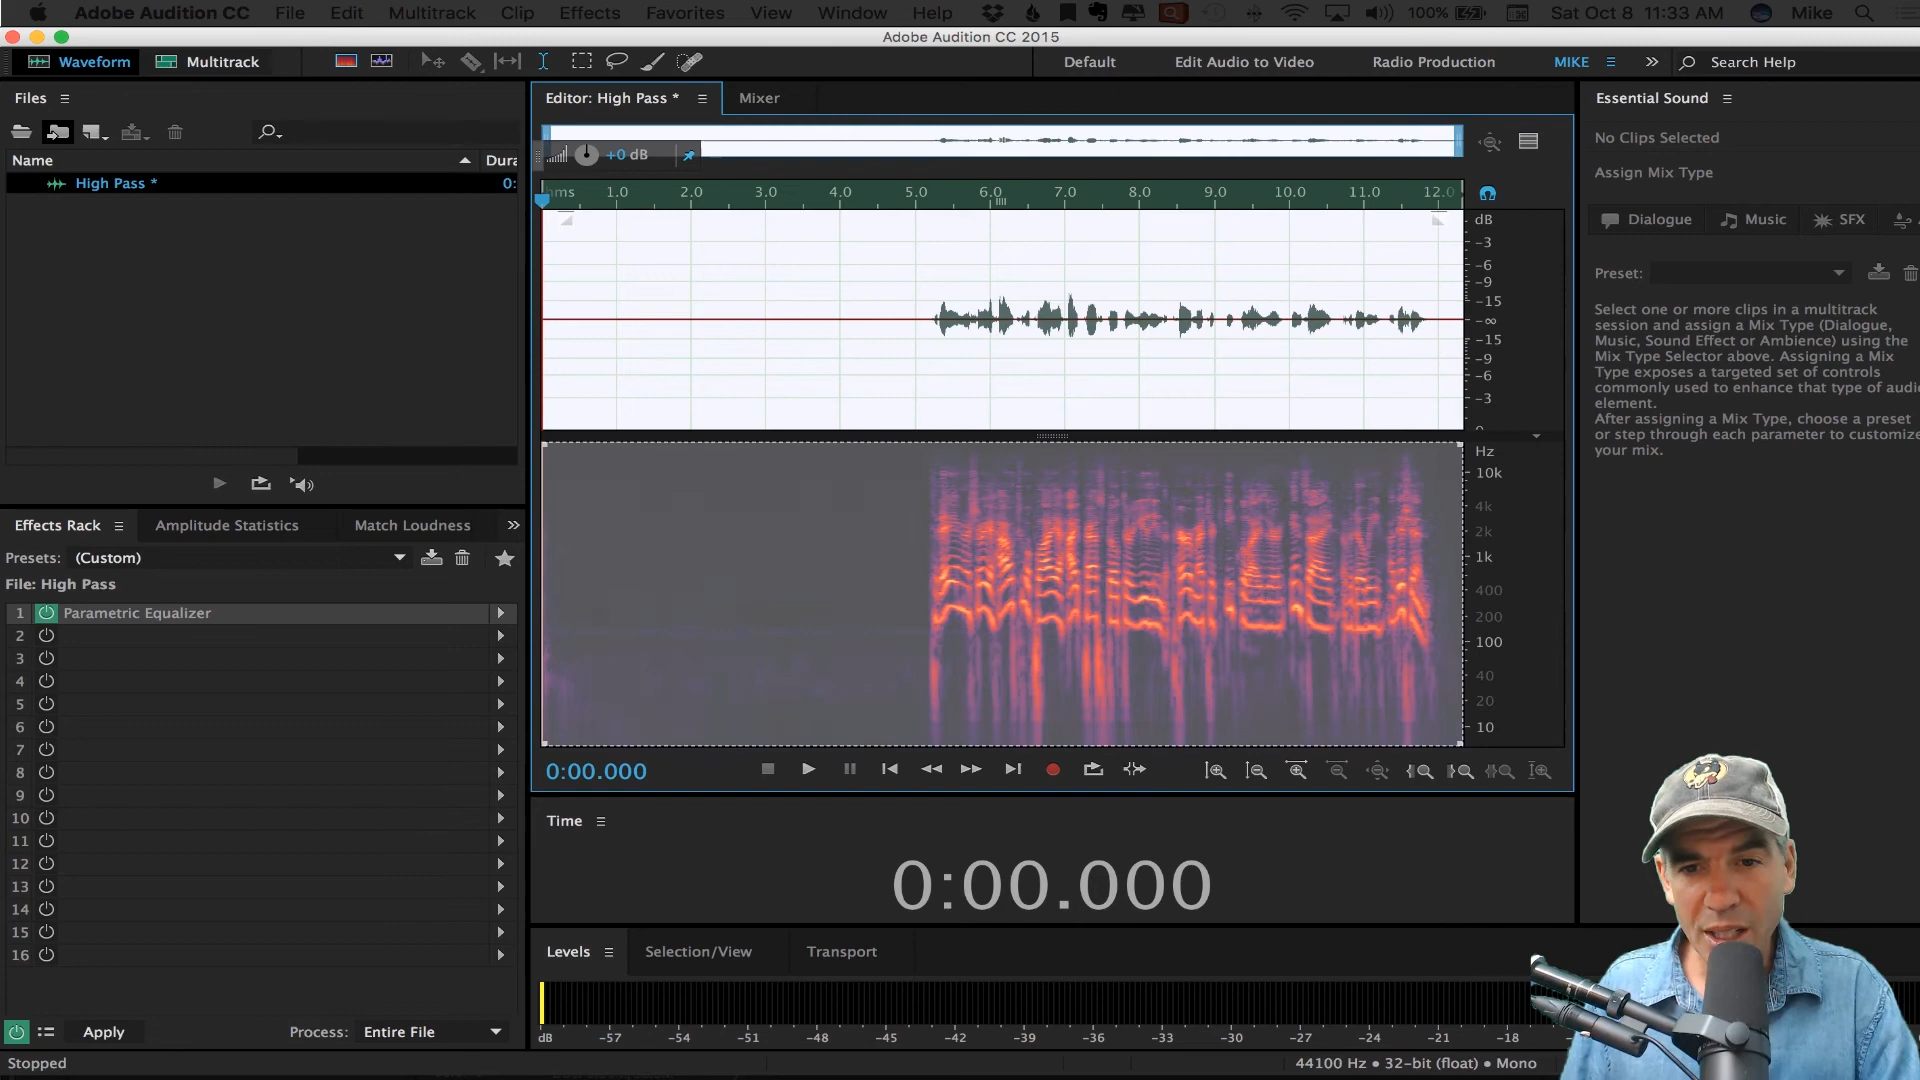 Adobe Audition CC File Edit Multitrack Clip Effects Favorites View Window Help 100% Sat Oct 8 11:33 AM Mike
Adobe Audition CC 2015
Waveform Multitrack Default Edit Audio to Video Radio Production MIKE Search Help
Files
Name Dura
High Pass * 0:
Editor: High Pass * Mixer
+0 dB
hms 1.0 2.0 3.0 4.0 5.0 6.0 7.0 8.0 9.0 10.0 11.0 12.0
dB
-3
-6
-9
-15
-∞
-15
-9
-6
-3
Hz
10k
4k
2k
1k
400
200
100
40
20
10
0:00.000
Essential Sound
No Clips Selected
Assign Mix Type
Dialogue Music SFX
Preset:
Select one or more clips in a multitrack
session and assign a Mix Type (Dialogue,
Music, Sound Effect or Ambience) using the
Mix Type Selector above. Assigning a Mix
Type exposes a targeted set of controls
commonly used to enhance that type of audio
element.
After assigning a Mix Type, choose a preset
or step through each parameter to customize
your mix.
Effects Rack Amplitude Statistics Match Loudness
Presets: (Custom)
File: High Pass
1 Parametric Equalizer
2
3
4
5
6
7
8
9
10
11
12
13
14
15
16
Apply Process: Entire File
Time
0:00.000
Levels Selection/View Transport
dB -57 -54 -51 -48 -45 -42 -39 -36 -33 -30 -27 -24 -21 -18
Stopped
44100 Hz • 32-bit (float) • Mono